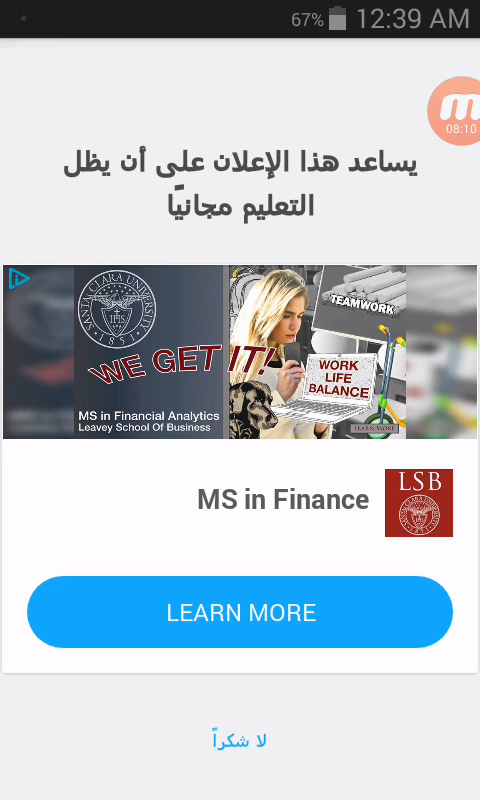 67% 12:39 AM
08:10
يساعد هذا الإعلان على أن يظل
التعليم مجانيًا
SANTA CLARA UNIVERSITY
1851
WE GET IT!
MS in Financial Analytics
Leavey School Of Business
TEAMWORK
WORK
LIFE
BALANCE
LEARN MORE
MS in Finance
LSB
LEARN MORE
لا شكراً